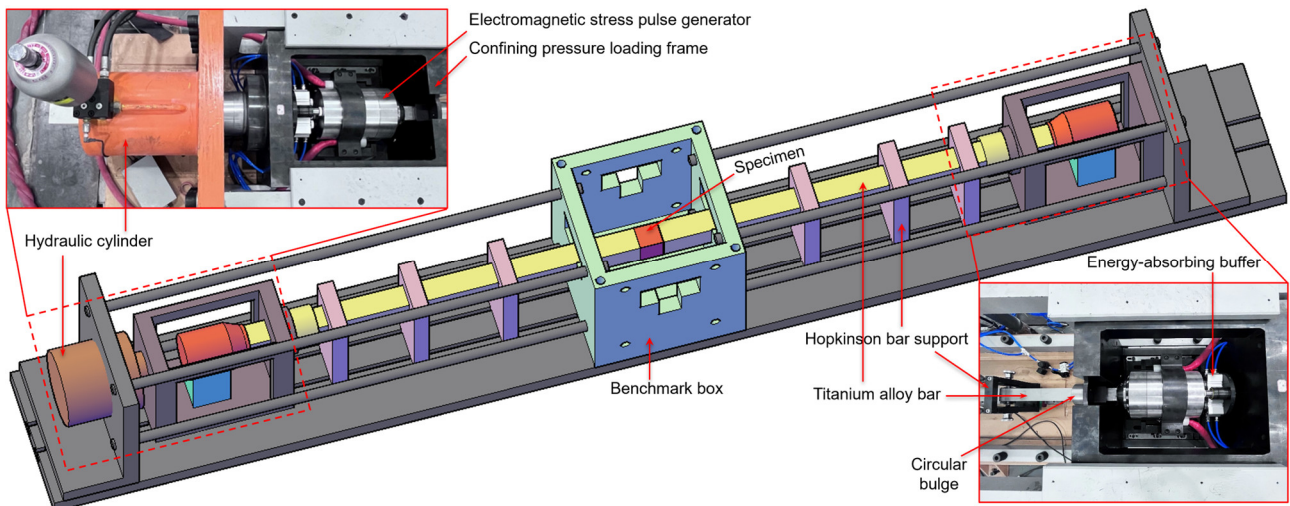 Electromagnetic stress pulse generator
Confining pressure loading frame
Specimen
Hydraulic cylinder
Energy-absorbing buffer
Hopkinson bar support
Benchmark box
Titanium alloy bar
Circular
bulge